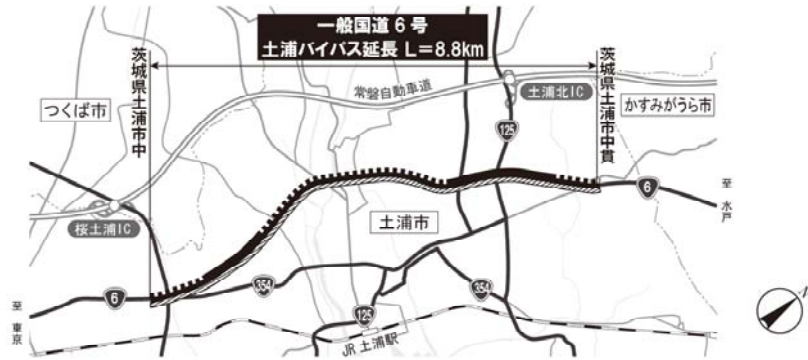 一般国道6号
土浦バイパス延長 L=8.8km
茨城県土浦市中
茨城県土浦市中貫
つくば市
常磐自動車道
土浦北IC
かすみがうら市
125
6
至 水戸
桜土浦IC
土浦市
354
6
354
至 東京
125
JR 土浦駅
N